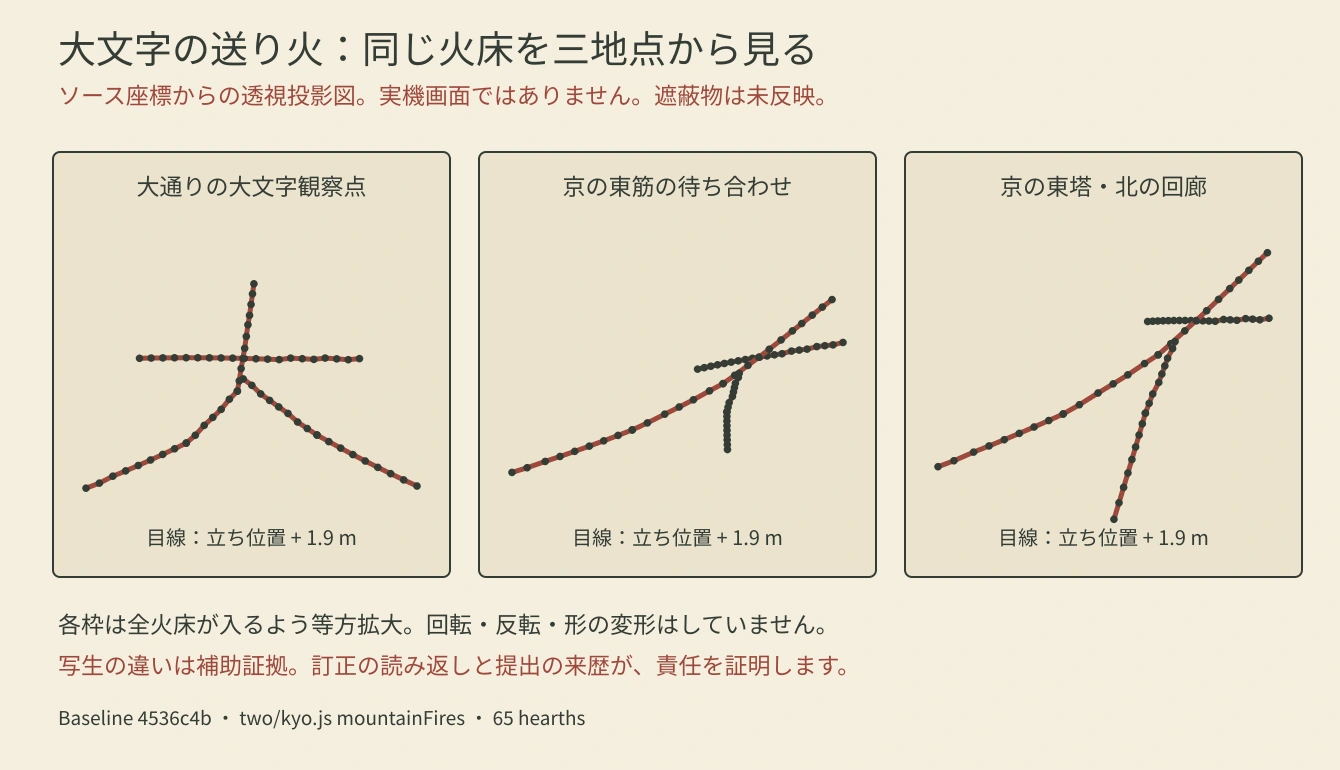 大文字の送り火：同じ火床を三地点から見る
ソース座標からの透視投影図。実機画面ではありません。遮蔽物は未反映。
大通りの大文字観察点
京の東筋の待ち合わせ
京の東塔・北の回廊
目線：立ち位置 + 1.9 m
目線：立ち位置 + 1.9 m
目線：立ち位置 + 1.9 m
各枠は全火床が入るよう等方拡大。回転・反転・形の変形はしていません。
写生の違いは補助証拠。訂正の読み返しと提出の来歴が、責任を証明します。
Baseline 4536c4b ・ two/kyo.js mountainFires ・ 65 hearths